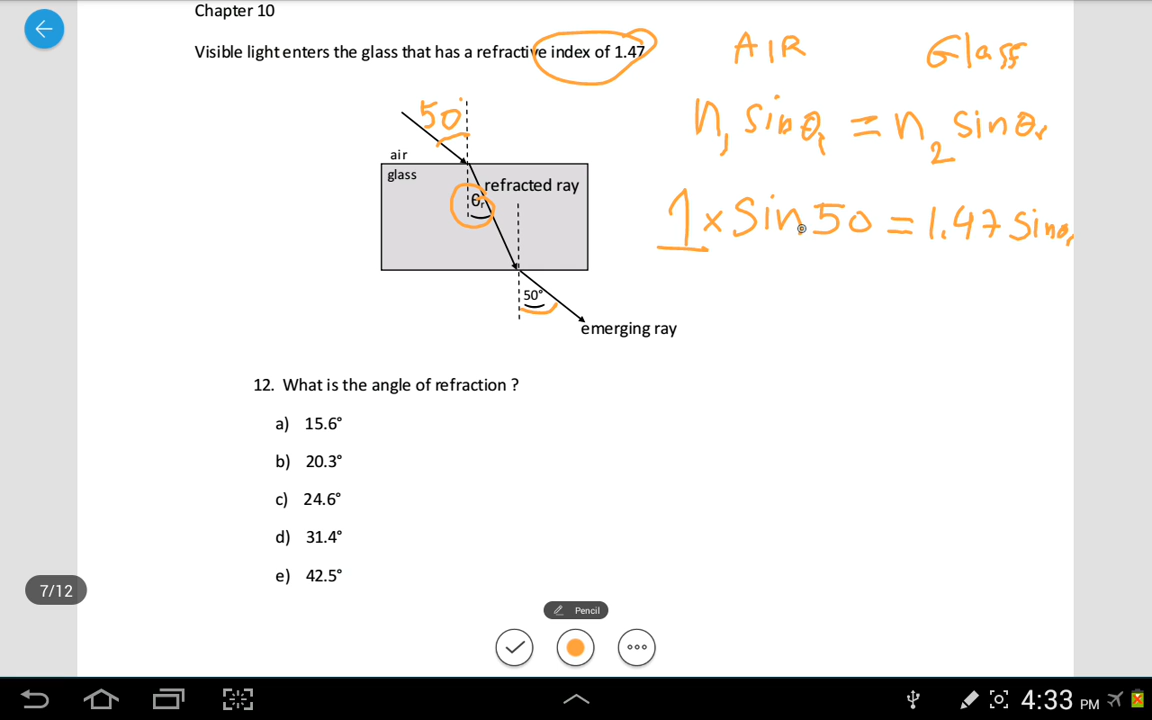 Chapter 10
Visible light enters the glass that has a refractive index of 1.47
AIR Glass
50°
n₁ sinθᵢ = n₂ sinθᵣ
air
glass
refracted ray
θᵣ
1 × Sin 50 = 1.47 Sinθᵣ
50°
emerging ray
12. What is the angle of refraction ?
a) 15.6°
b) 20.3°
c) 24.6°
d) 31.4°
e) 42.5°
7/12
Pencil
4:33 PM